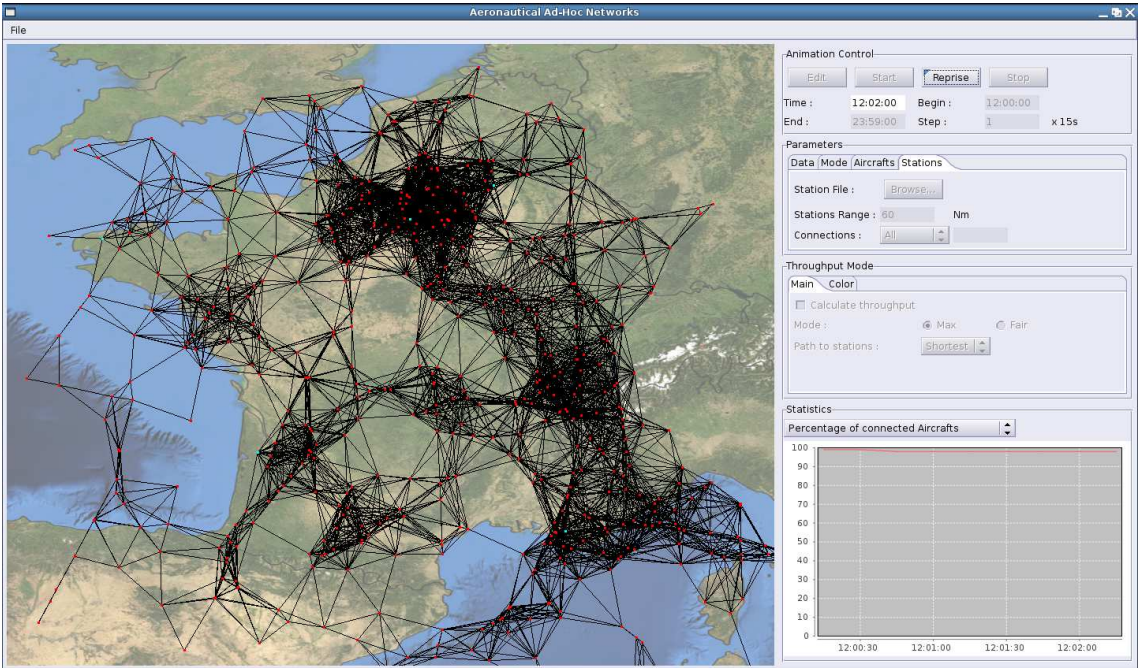 Aeronautical Ad-Hoc Networks
File
Animation Control
Edit Start Reprise Stop
Time : 12:02:00 Begin : 12:00:00
End : 23:59:00 Step : 1 x 15s
Parameters
Data Mode Aircrafts Stations
Station File : Browse...
Stations Range : 60 Nm
Connections : All
Throughput Mode
Main Color
Calculate throughput
Mode : Max Fair
Path to stations : Shortest
Statistics
Percentage of connected Aircrafts
100
90
80
70
60
50
40
30
20
10
0
12:00:30 12:01:00 12:01:30 12:02:00